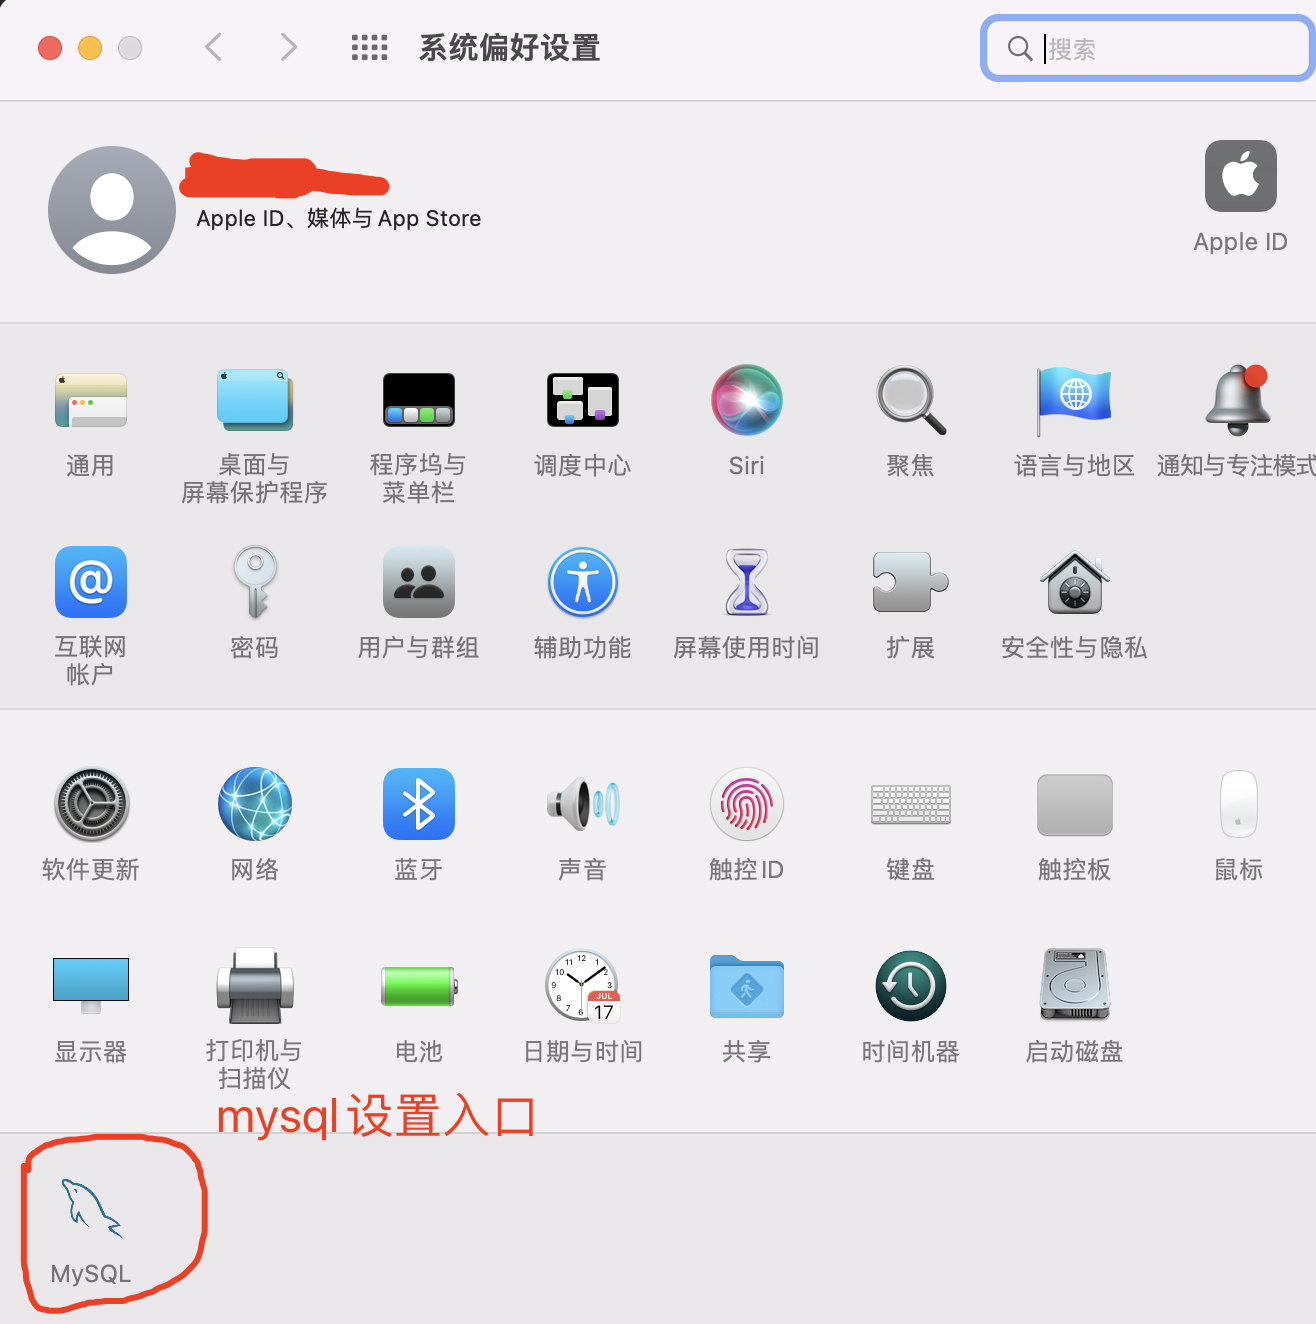 系统偏好设置
搜索
Apple ID、媒体与 App Store
Apple ID
通用
桌面与
屏幕保护程序
程序坞与
菜单栏
调度中心
Siri
聚焦
语言与地区
通知与专注模式
互联网
帐户
密码
用户与群组
辅助功能
屏幕使用时间
扩展
安全性与隐私
软件更新
网络
蓝牙
声音
触控 ID
键盘
触控板
鼠标
JUL
17
显示器
打印机与
扫描仪
电池
日期与时间
共享
时间机器
启动磁盘
mysql 设置入口
MySQL